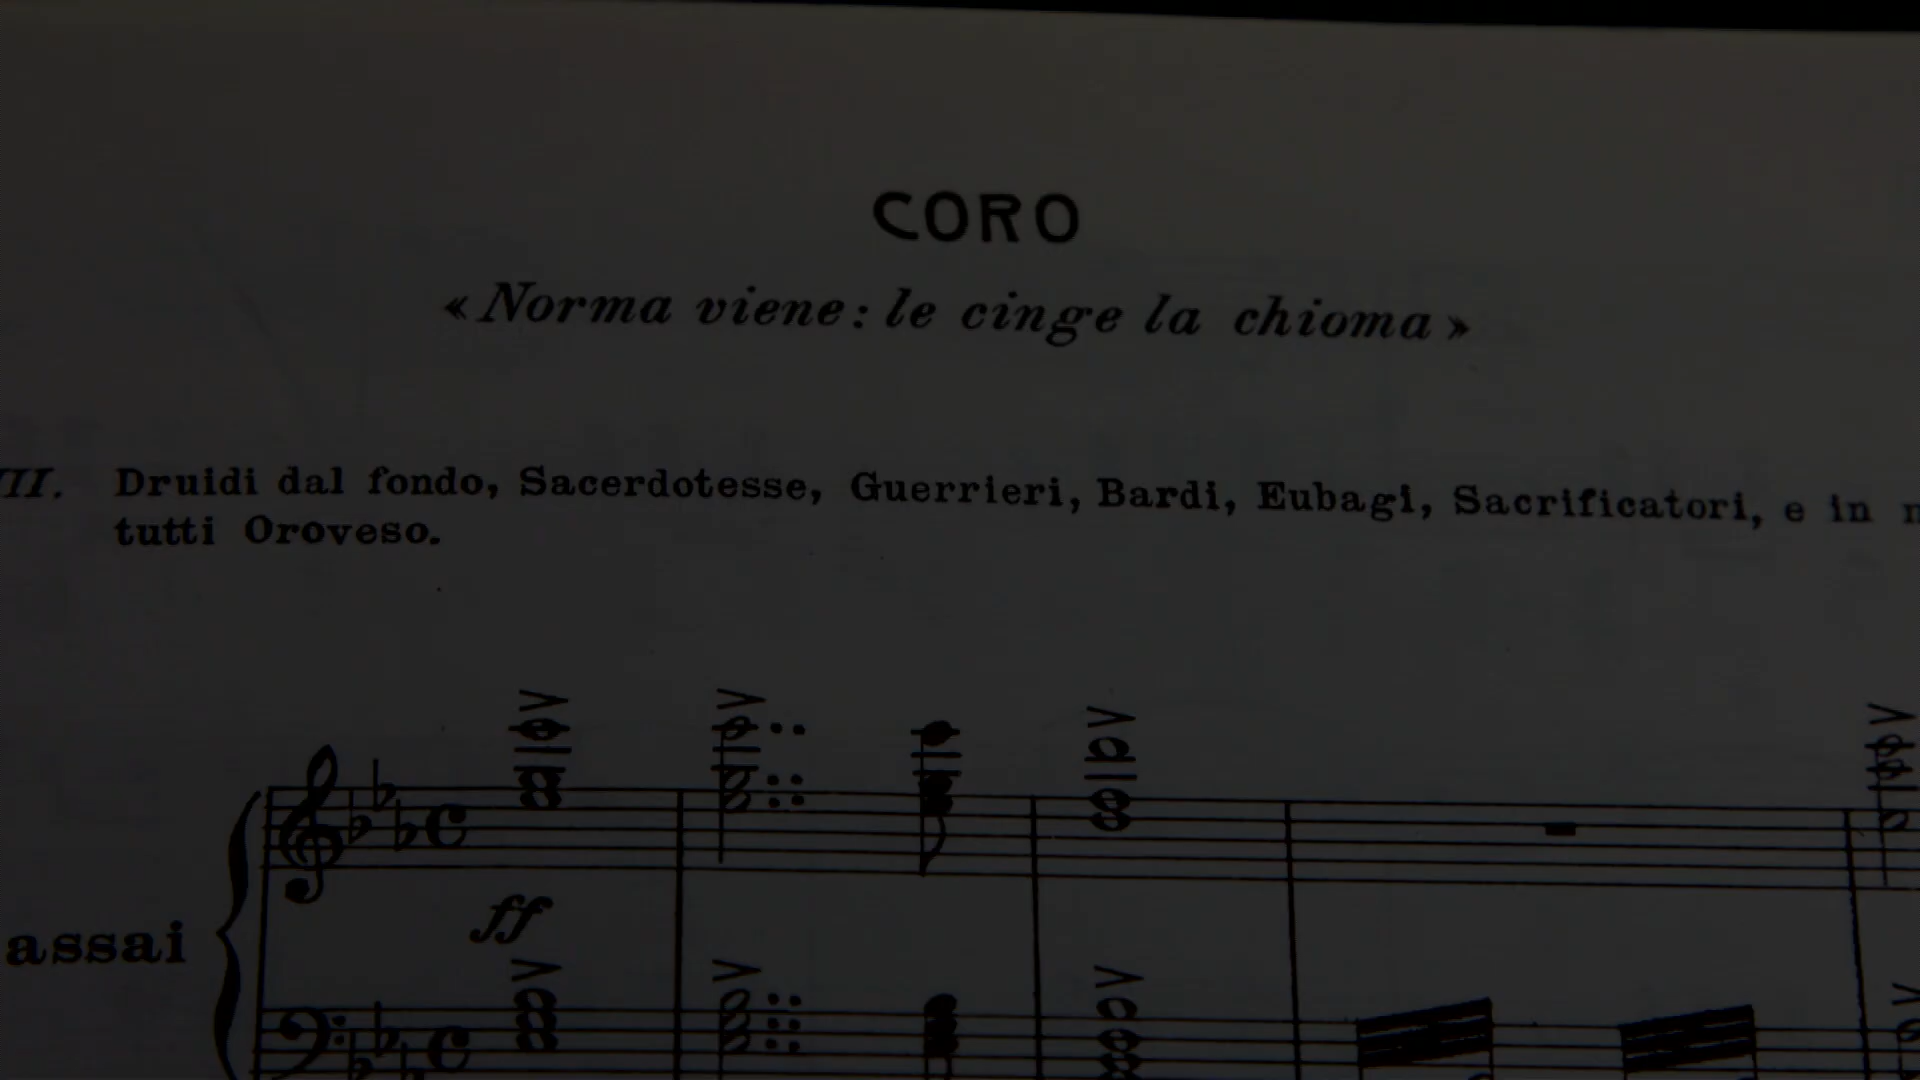 CORO
«Norma viene: le cinge la chioma»
Druidi dal fondo, Sacerdotesse, Guerrieri, Bardi, Eubagi, Sacrificatori, e in
tutti Oroveso.
ff
assai